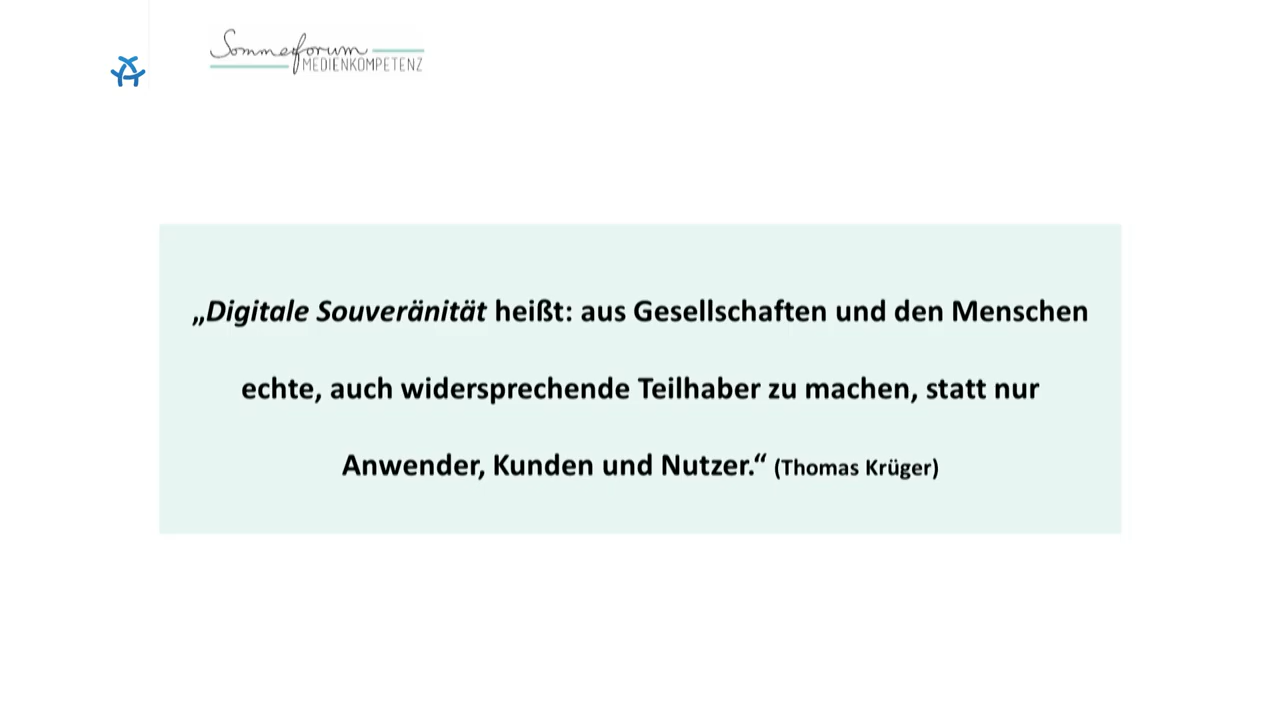 Sommerforum
MEDIENKOMPETENZ
„Digitale Souveränität heißt: aus Gesellschaften und den Menschen
echte, auch widersprechende Teilhaber zu machen, statt nur
Anwender, Kunden und Nutzer.“ (Thomas Krüger)